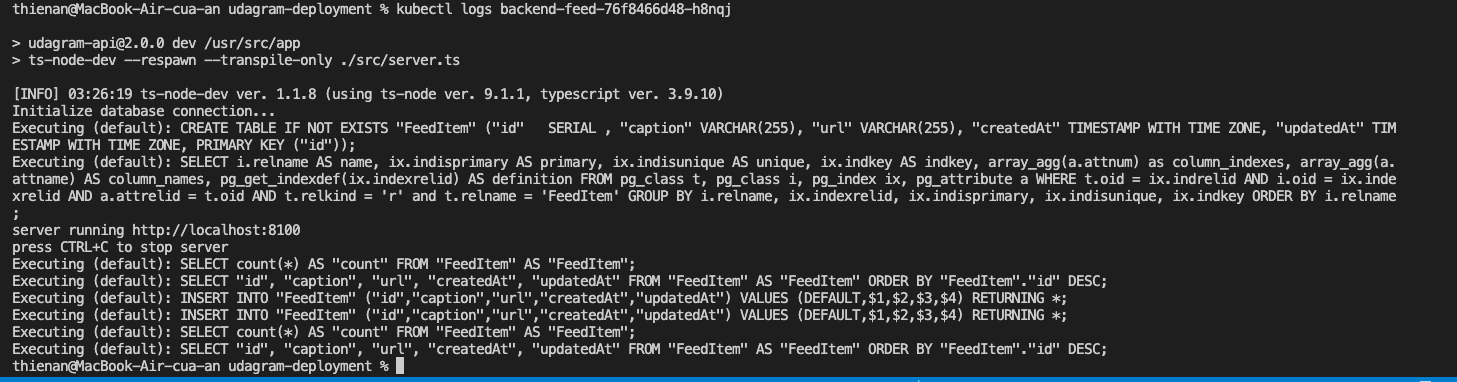 thienan@MacBook-Air-cua-an udagram-deployment % kubectl logs backend-feed-76f8466d48-h8nqj
> udagram-api@2.0.0 dev /usr/src/app
> ts-node-dev --respawn --transpile-only ./src/server.ts
[INFO] 03:26:19 ts-node-dev ver. 1.1.8 (using ts-node ver. 9.1.1, typescript ver. 3.9.10)
Initialize database connection...
Executing (default): CREATE TABLE IF NOT EXISTS "FeedItem" ("id"   SERIAL , "caption" VARCHAR(255), "url" VARCHAR(255), "createdAt" TIMESTAMP WITH TIME ZONE, "updatedAt" TIM
ESTAMP WITH TIME ZONE, PRIMARY KEY ("id"));
Executing (default): SELECT i.relname AS name, ix.indisprimary AS primary, ix.indisunique AS unique, ix.indkey AS indkey, array_agg(a.attnum) as column_indexes, array_agg(a.
attname) AS column_names, pg_get_indexdef(ix.indexrelid) AS definition FROM pg_class t, pg_class i, pg_index ix, pg_attribute a WHERE t.oid = ix.indrelid AND i.oid = ix.inde
xrelid AND a.attrelid = t.oid AND t.relkind = 'r' and t.relname = 'FeedItem' GROUP BY i.relname, ix.indexrelid, ix.indisprimary, ix.indisunique, ix.indkey ORDER BY i.relname
;
server running http://localhost:8100
press CTRL+C to stop server
Executing (default): SELECT count(*) AS "count" FROM "FeedItem" AS "FeedItem";
Executing (default): SELECT "id", "caption", "url", "createdAt", "updatedAt" FROM "FeedItem" AS "FeedItem" ORDER BY "FeedItem"."id" DESC;
Executing (default): INSERT INTO "FeedItem" ("id","caption","url","createdAt","updatedAt") VALUES (DEFAULT,$1,$2,$3,$4) RETURNING *;
Executing (default): INSERT INTO "FeedItem" ("id","caption","url","createdAt","updatedAt") VALUES (DEFAULT,$1,$2,$3,$4) RETURNING *;
Executing (default): SELECT count(*) AS "count" FROM "FeedItem" AS "FeedItem";
Executing (default): SELECT "id", "caption", "url", "createdAt", "updatedAt" FROM "FeedItem" AS "FeedItem" ORDER BY "FeedItem"."id" DESC;
thienan@MacBook-Air-cua-an udagram-deployment %